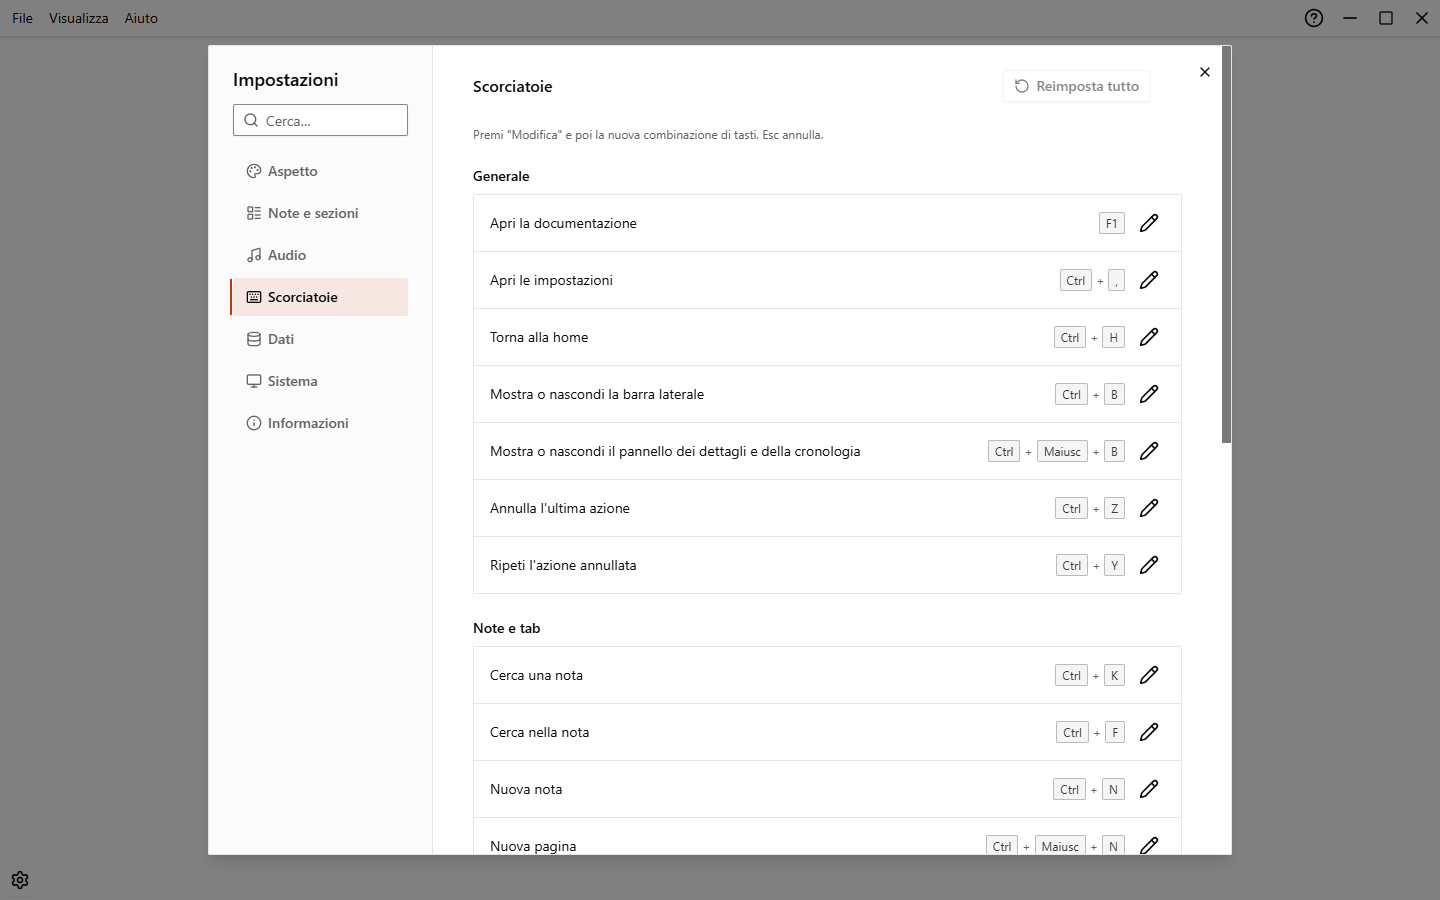 File Visualizza Aiuto
Impostazioni
Cerca...
Aspetto
Note e sezioni
Audio
Scorciatoie
Dati
Sistema
Informazioni
Scorciatoie
Reimposta tutto
Premi "Modifica" e poi la nuova combinazione di tasti. Esc annulla.
Generale
Apri la documentazione F1
Apri le impostazioni Ctrl + ,
Torna alla home Ctrl + H
Mostra o nascondi la barra laterale Ctrl + B
Mostra o nascondi il pannello dei dettagli e della cronologia Ctrl + Maiusc + B
Annulla l'ultima azione Ctrl + Z
Ripeti l'azione annullata Ctrl + Y
Note e tab
Cerca una nota Ctrl + K
Cerca nella nota Ctrl + F
Nuova nota Ctrl + N
Nuova pagina Ctrl + Maiusc + N